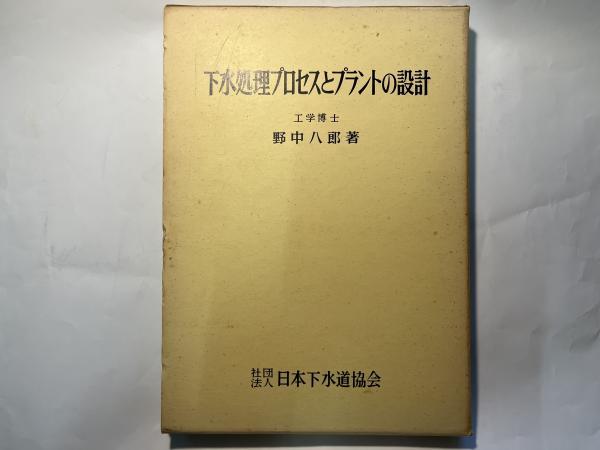 下水処理プロセスとプラントの設計
工学博士
野中八郎著
社団法人 日本下水道協会